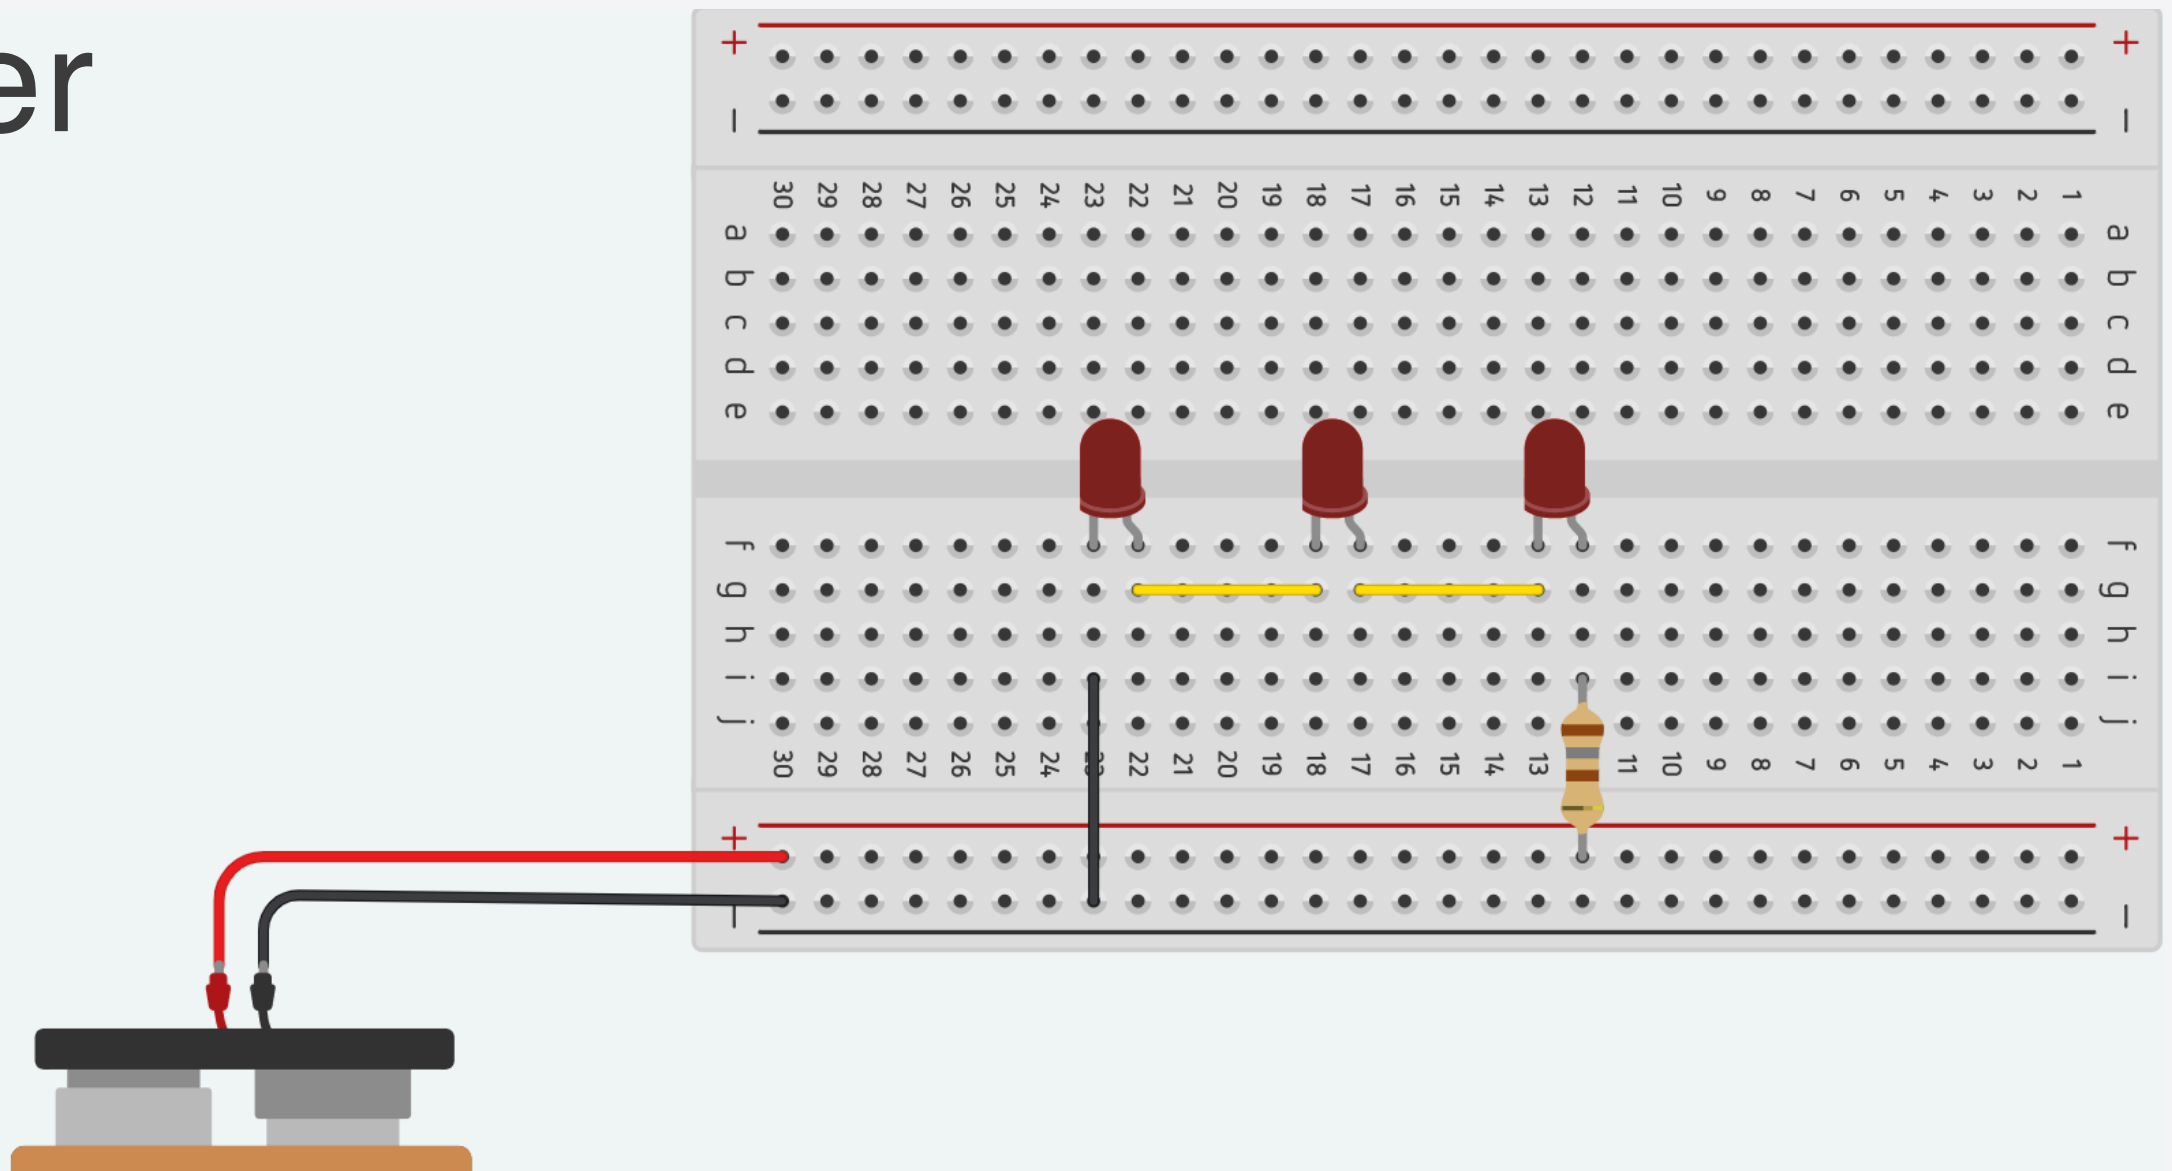 er
+ +
– –
30 29 28 27 26 25 24 23 22 21 20 19 18 17 16 15 14 13 12 11 10 9 8 7 6 5 4 3 2 1
a a
b b
c c
d d
e e
f f
g g
h h
i i
j j
30 29 28 27 26 25 24 23 22 21 20 19 18 17 16 15 14 13 11 10 9 8 7 6 5 4 3 2 1
+ +
– –